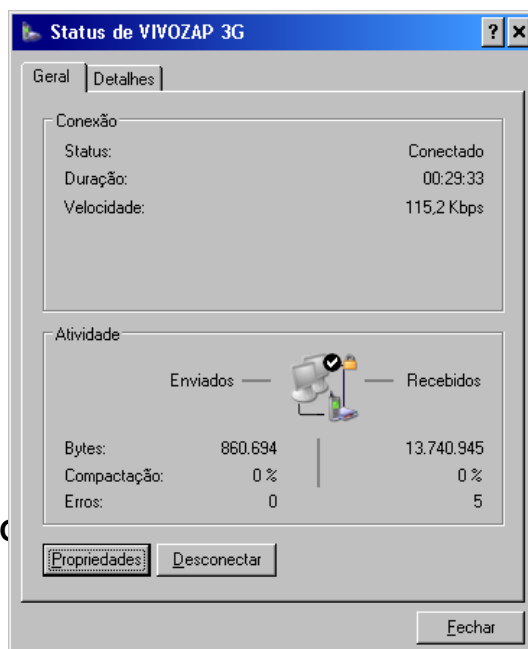 Status de VIVOZAP 3G
Geral Detalhes
Conexão
Status: Conectado
Duração: 00:29:33
Velocidade: 115,2 Kbps
Atividade
Enviados Recebidos
Bytes: 860.694 13.740.945
Compactação: 0 % 0 %
Erros: 0 5
Propriedades Desconectar
Fechar